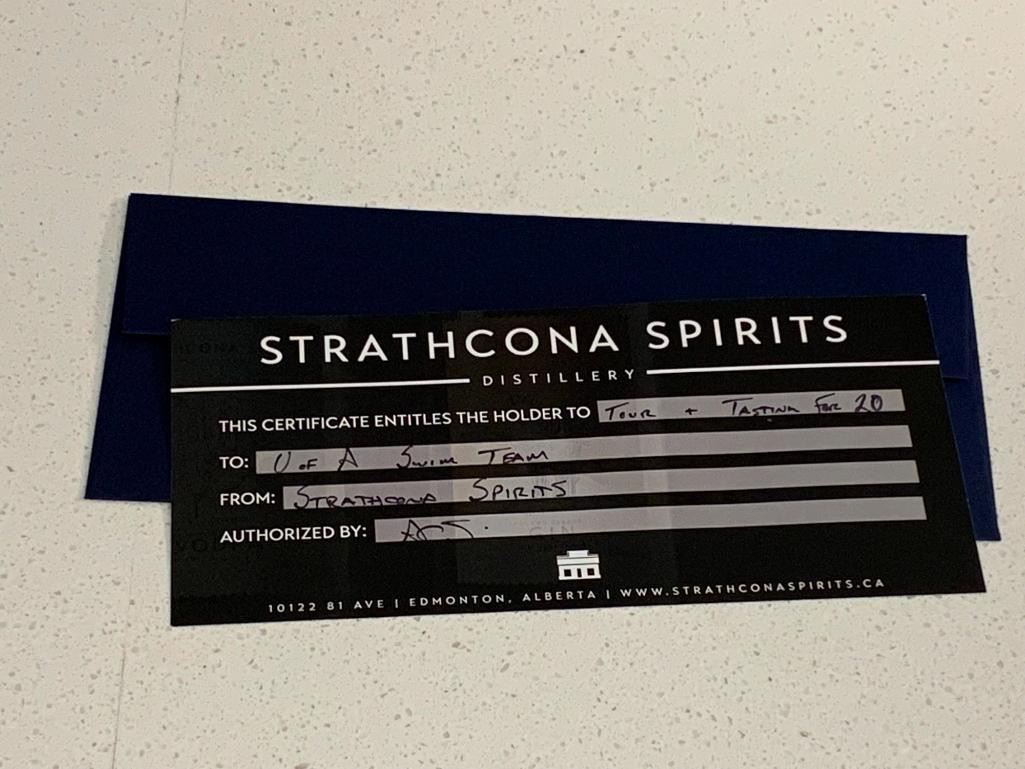 STRATHCONA SPIRITS
DISTILLERY
THIS CERTIFICATE ENTITLES THE HOLDER TO TOUR + TASTING FOR 20
TO: U OF A SWIM TEAM
FROM: STRATHCONA SPIRITS
AUTHORIZED BY:
10122 81 AVE | EDMONTON, ALBERTA | WWW.STRATHCONASPIRITS.CA